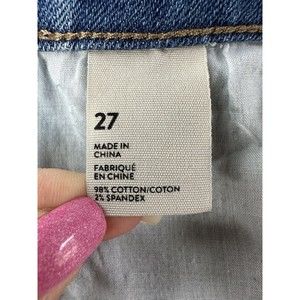 27
MADE IN
CHINA
FABRIQUÉ
EN CHINE
98% COTTON/COTON
2% SPANDEX